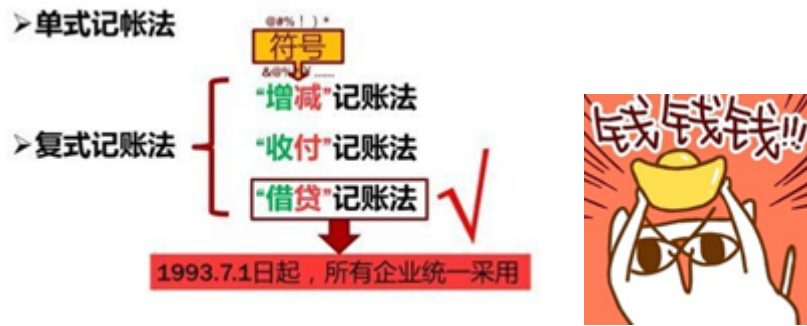 ➢单式记帐法
@#%！）*
符号
“增减”记账法
➢复式记账法
“收付”记账法
“借贷”记账法
1993.7.1日起，所有企业统一采用
钱钱钱!!!